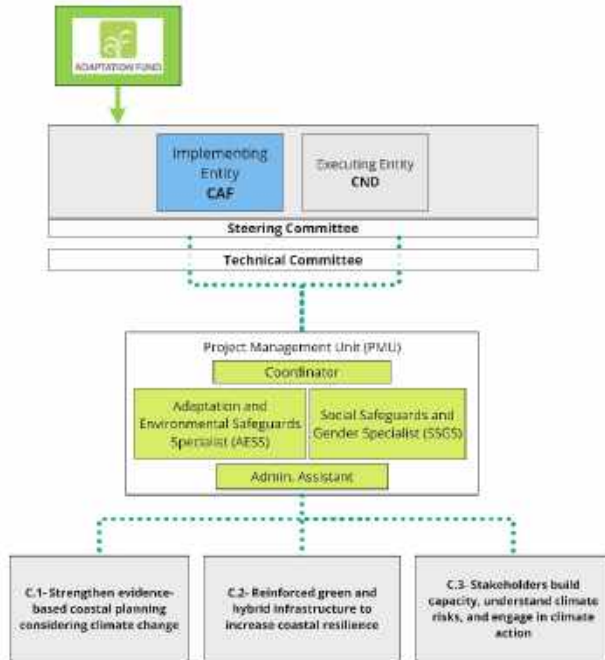 ADAPTATION FUND
Implementing
Entity
CAF
Executing Entity
CND
Steering Committee
Technical Committee
Project Management Unit (PMU)
Coordinator
Adaptation and
Environmental Safeguards
Specialist (AESS)
Social Safeguards and
Gender Specialist (SSGS)
Admin. Assistant
C.1- Strengthen evidence-
based coastal planning
considering climate change
C.2- Reinforced green and
hybrid infrastructure to
increase coastal resilience
C.3- Stakeholders build
capacity, understand climate
risks, and engage in climate
action